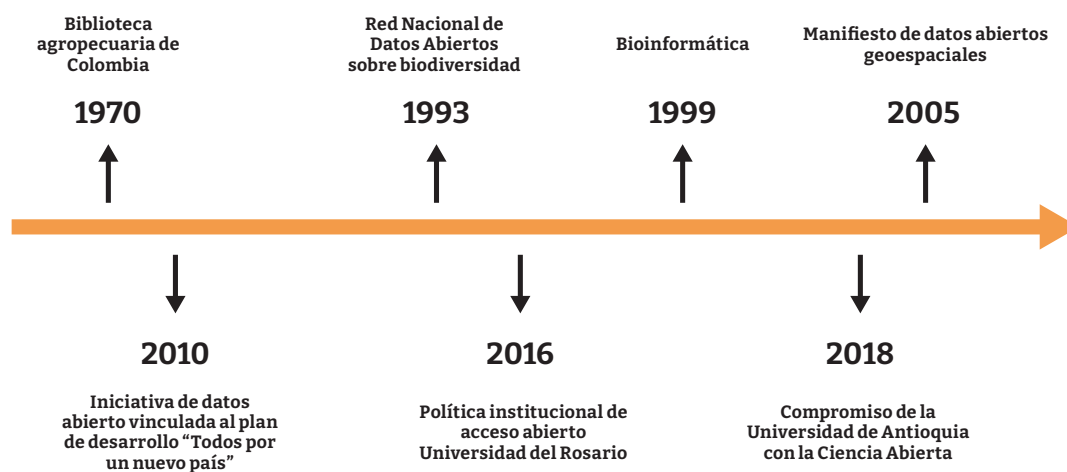 Biblioteca
agropecuaria de
Colombia
1970
Red Nacional de
Datos Abiertos
sobre biodiversidad
1993
Bioinformática
1999
Manifiesto de datos abiertos
geoespaciales
2005
2010
Iniciativa de datos
abierto vinculada al plan
de desarrollo “Todos por
un nuevo país”
2016
Política institucional de
acceso abierto
Universidad del Rosario
2018
Compromiso de la
Universidad de Antioquia
con la Ciencia Abierta